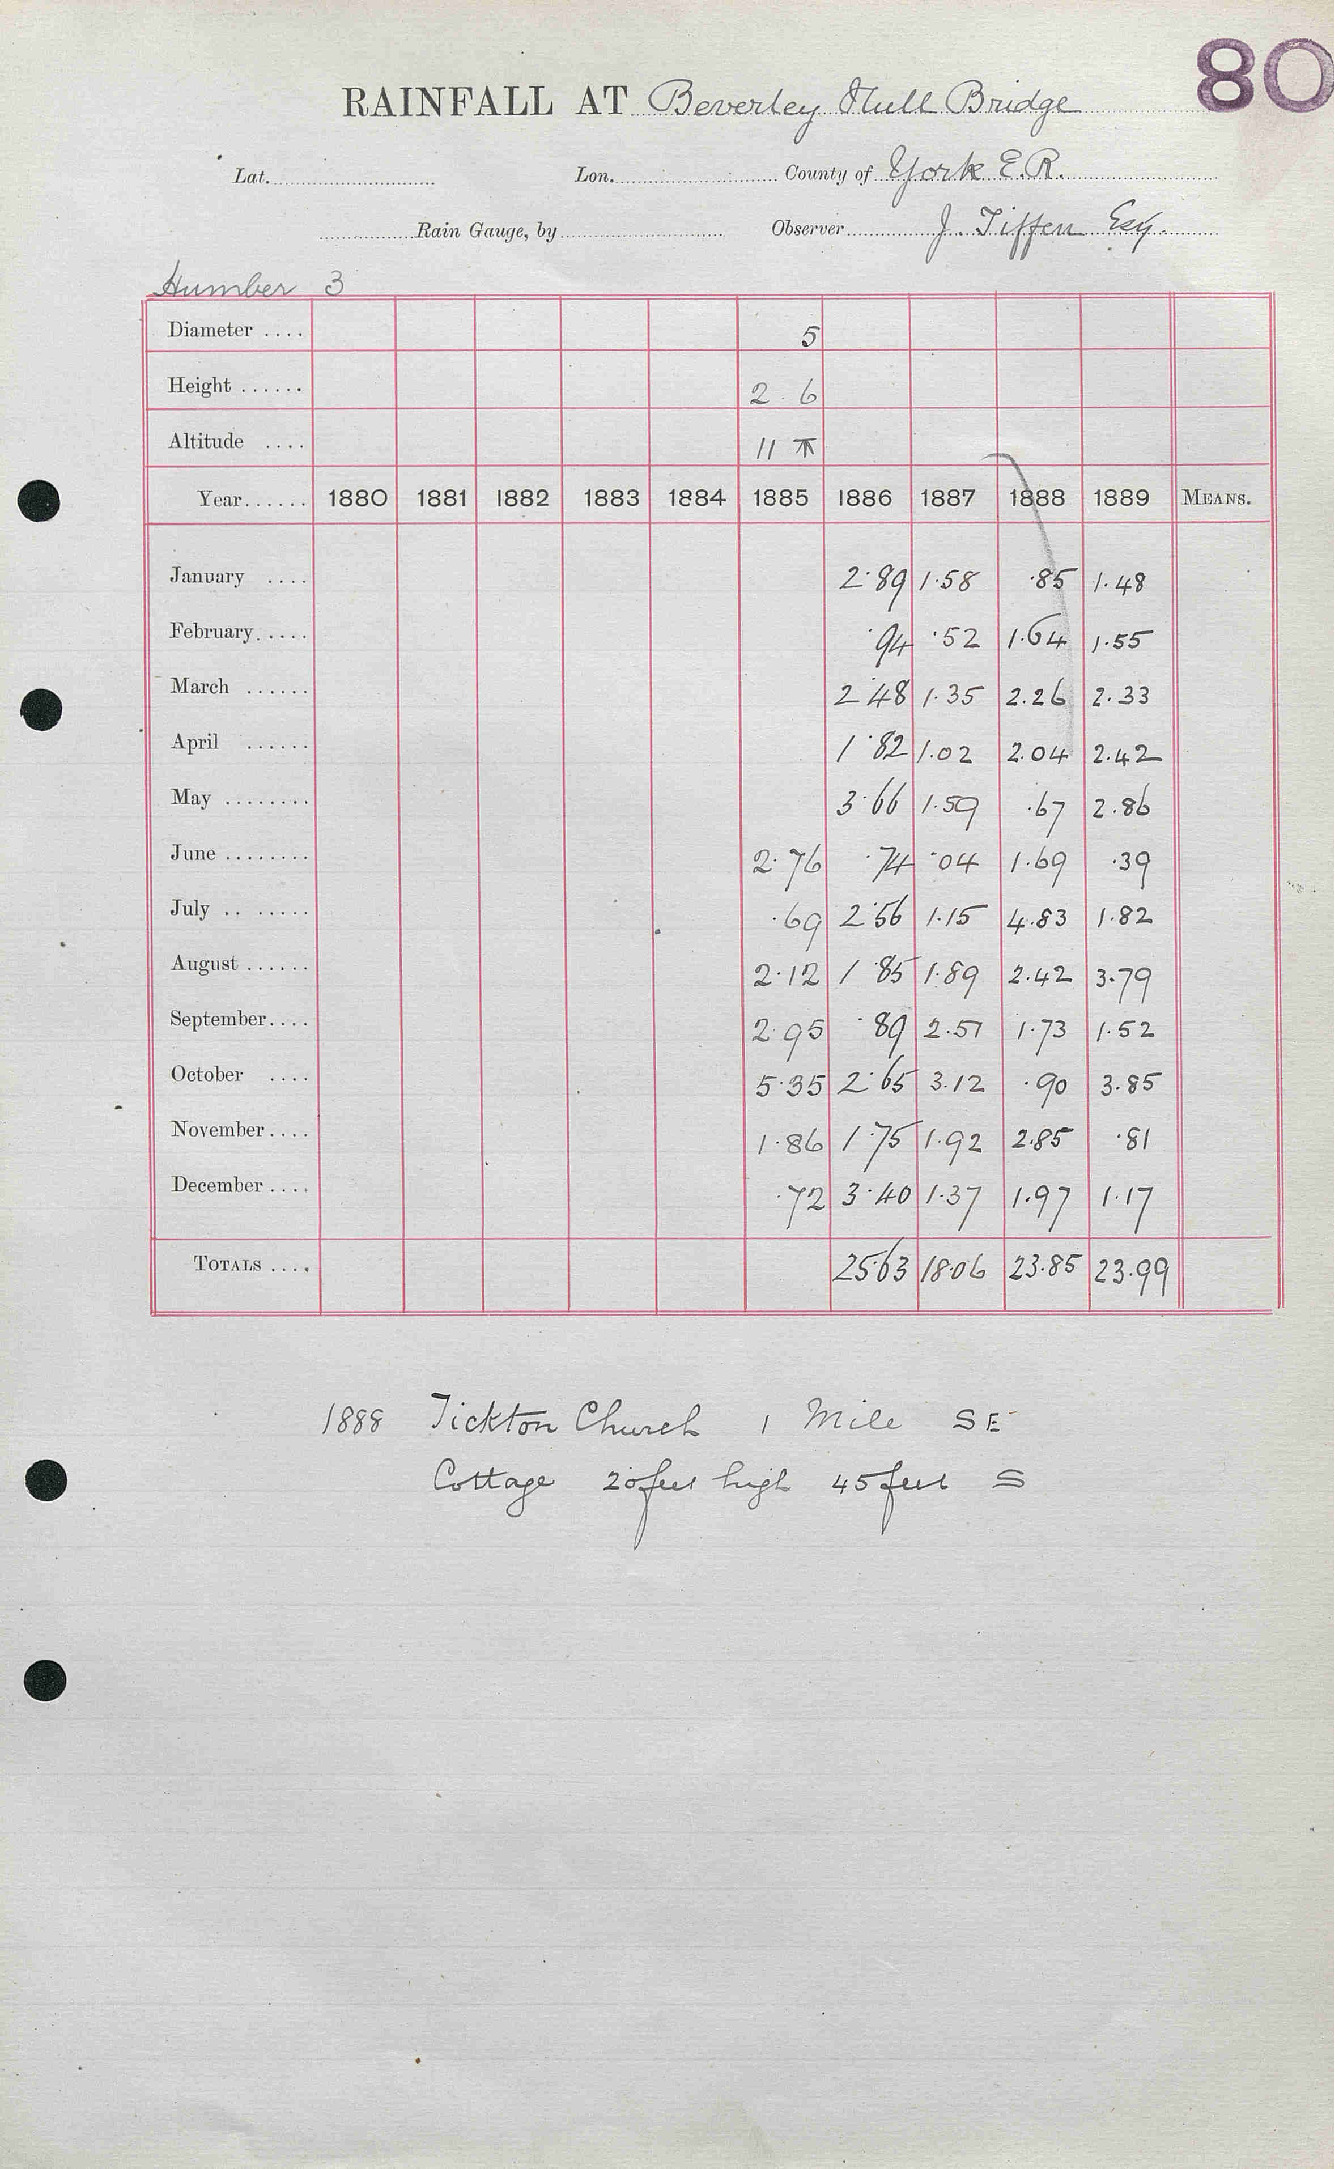 80
RAINFALL AT Beverley Hull Bridge
Lat. Lon. County of York E.R.
Rain Gauge, by Observer J. Tiffen Esq.
Humber 3
Diameter .... 5
Height ...... 2 6
Altitude .... 11
Year...... 1880 1881 1882 1883 1884 1885 1886 1887 1888 1889 MEANS.
January .... 2.89 1.58 .85 1.48
February..... .94 .52 1.64 1.55
March ...... 2.48 1.35 2.26 2.33
April ...... 1.82 1.02 2.04 2.42
May ........ 3.66 1.59 .67 2.86
June ........ 2.76 .74 .04 1.69 .39
July .. ..... .69 2.56 1.15 4.83 1.82
August ...... 2.12 1.85 1.89 2.42 3.79
September.... 2.95 .89 2.51 1.73 1.52
October .... 5.35 2.65 3.12 .90 3.85
November.... 1.86 1.75 1.92 2.85 .81
December.... .72 3.40 1.37 1.97 1.17
TOTALS .... 25.63 18.06 23.85 23.99
1888 Tickton Church 1 Mile SE
Cottage 20 feet high 45 feet S